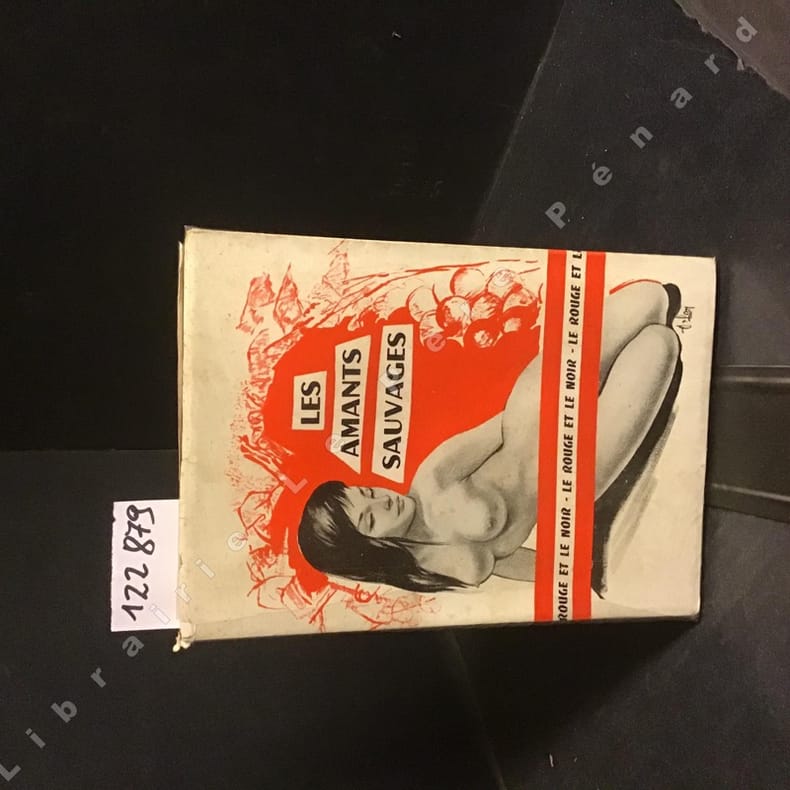 LES
AMANTS
SAUVAGES
ROUGE ET LE NOIR - LE ROUGE ET LE NOIR - LE ROUGE ET L
122 879
Librairie Le Pénard